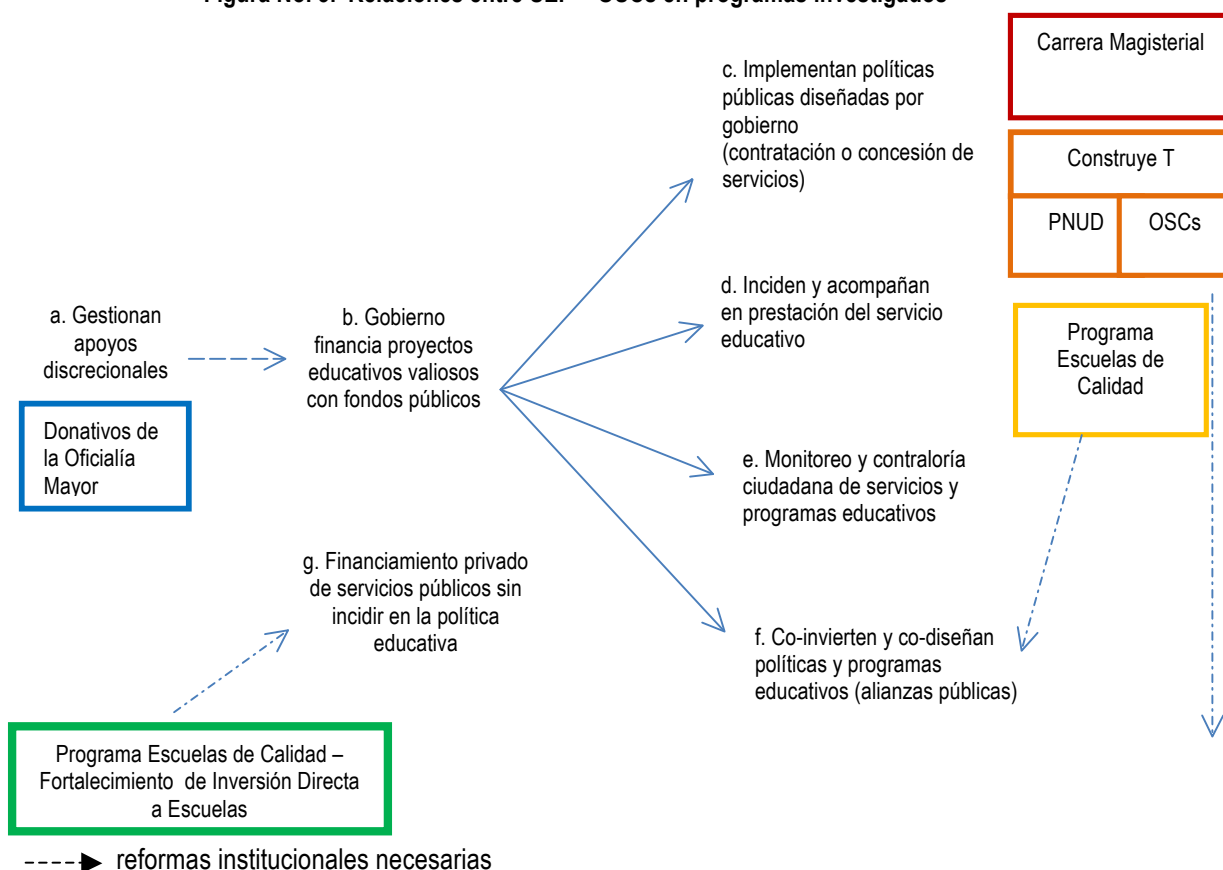 c. Implementan políticas
públicas diseñadas por
gobierno
(contratación o concesión de
servicios)
Carrera Magisterial
Construye T
PNUD
OSCs
a. Gestionan
apoyos
discrecionales
b. Gobierno
financia proyectos
educativos valiosos
con fondos públicos
d. Inciden y acompañan
en prestación del servicio
educativo
Programa
Escuelas de
Calidad
Donativos de
la Oficialía
Mayor
e. Monitoreo y contraloría
ciudadana de servicios y
programas educativos
g. Financiamiento privado
de servicios públicos sin
incidir en la política
educativa
f. Co-invierten y co-diseñan
políticas y programas
educativos (alianzas públicas)
Programa Escuelas de Calidad –
Fortalecimiento de Inversión Directa
a Escuelas
reformas institucionales necesarias